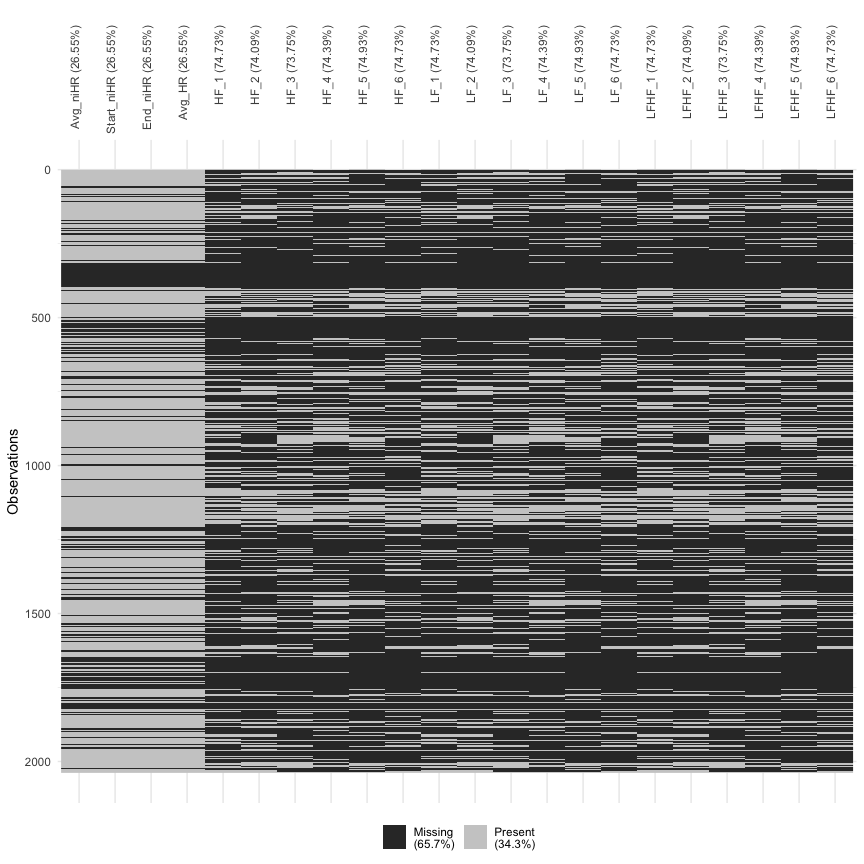 Avg_niHR (26.55%)
Start_niHR (26.55%)
End_niHR (26.55%)
Avg_HR (26.55%)
HF_1 (74.73%)
HF_2 (74.09%)
HF_3 (73.75%)
HF_4 (74.39%)
HF_5 (74.93%)
HF_6 (74.73%)
LF_1 (74.73%)
LF_2 (74.09%)
LF_3 (73.75%)
LF_4 (74.39%)
LF_5 (74.93%)
LF_6 (74.73%)
LFHF_1 (74.73%)
LFHF_2 (74.09%)
LFHF_3 (73.75%)
LFHF_4 (74.39%)
LFHF_5 (74.93%)
LFHF_6 (74.73%)
0
500
1000
1500
2000
Observations
Missing
(65.7%)
Present
(34.3%)